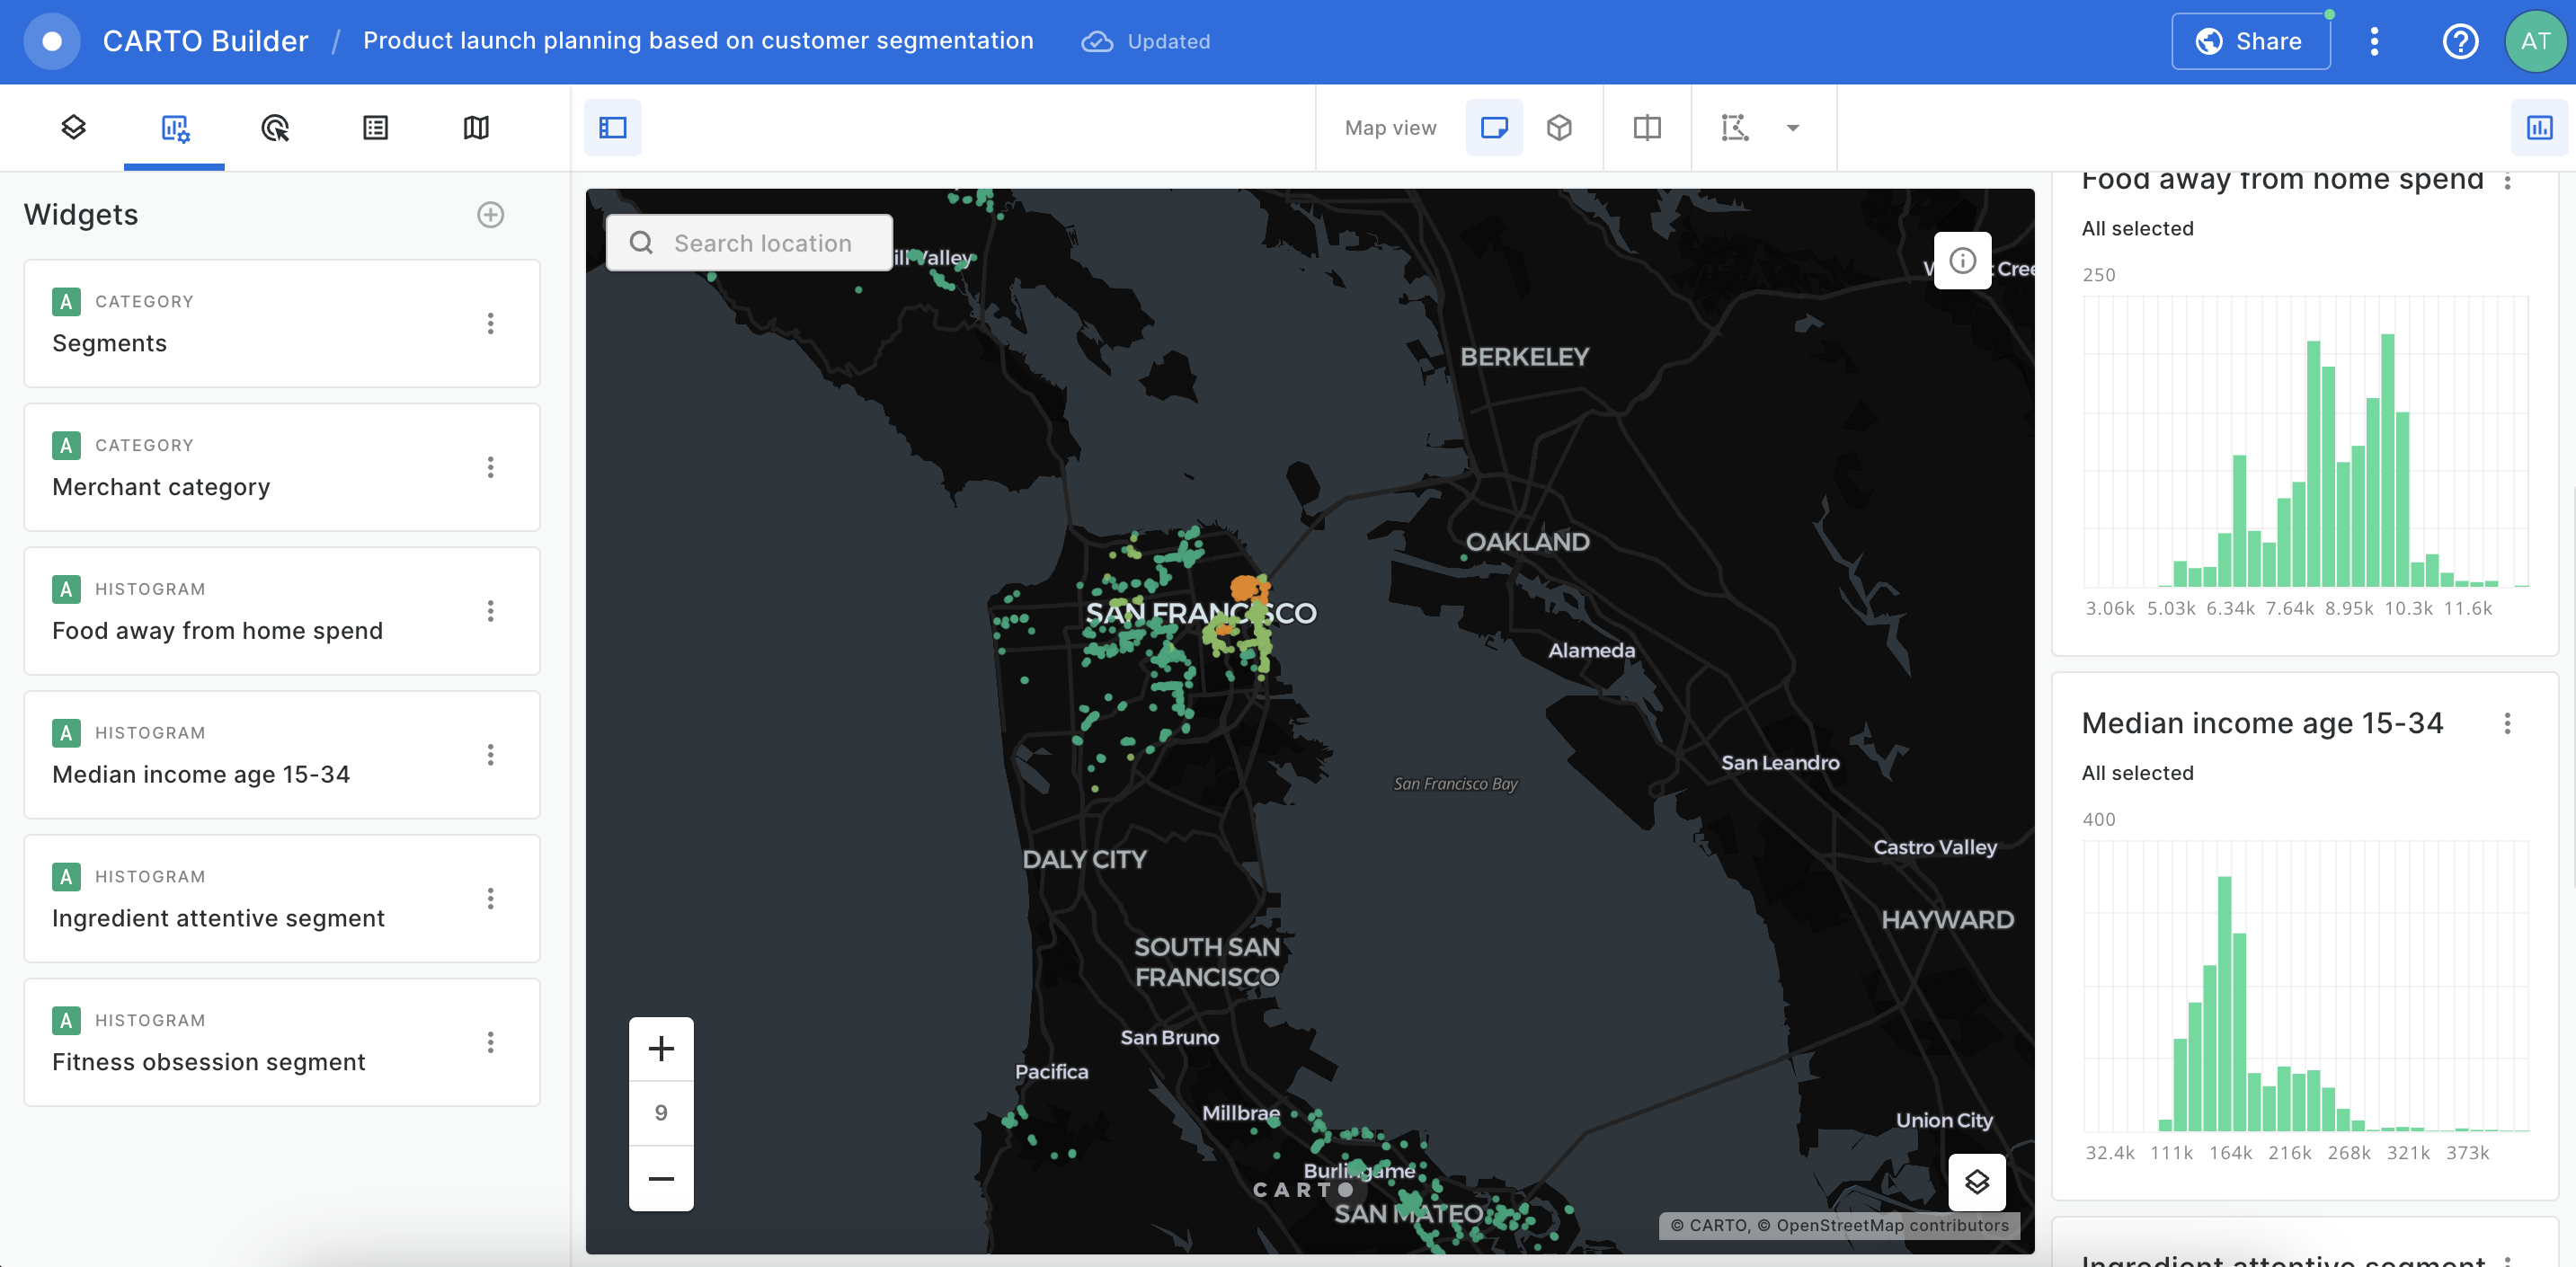 CARTO Builder / Product launch planning based on customer segmentation Updated Share AT
Map view
Widgets
A CATEGORY
Segments
A CATEGORY
Merchant category
A HISTOGRAM
Food away from home spend
A HISTOGRAM
Median income age 15-34
A HISTOGRAM
Ingredient attentive segment
A HISTOGRAM
Fitness obsession segment
Search location
ill Valley
Cree
BERKELEY
OAKLAND
SAN FRANCISCO
Alameda
San Leandro
San Francisco Bay
Castro Valley
DALY CITY
HAYWARD
SOUTH SAN
FRANCISCO
San Bruno
Pacifica
Millbrae
Union City
Burlingame
CARTO
SAN MATEO
+
9
−
© CARTO, © OpenStreetMap contributors
Food away from home spend
All selected
250
3.06k 5.03k 6.34k 7.64k 8.95k 10.3k 11.6k
Median income age 15-34
All selected
400
32.4k 111k 164k 216k 268k 321k 373k
Ingredient attentive segment